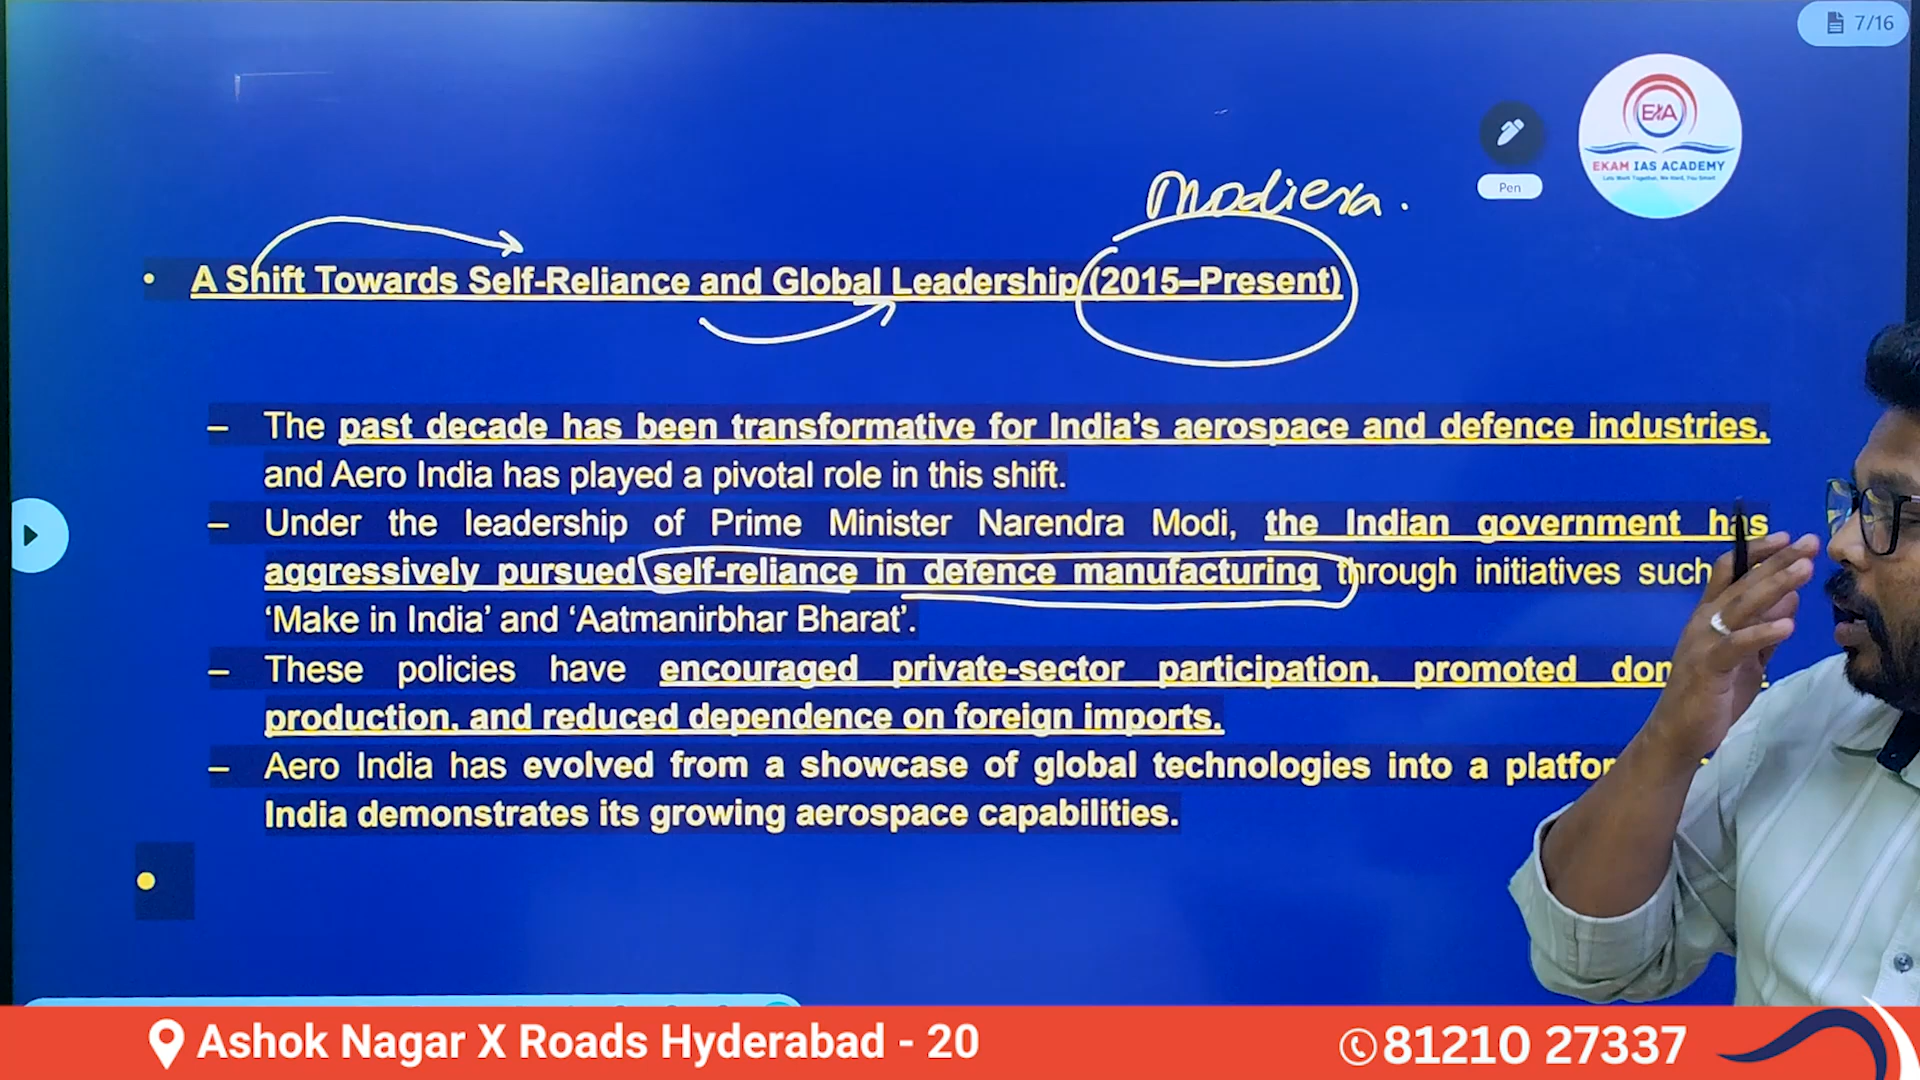 7/16
EKAM IAS ACADEMY
Pen
Modi era.
• A Shift Towards Self-Reliance and Global Leadership (2015–Present)
– The past decade has been transformative for India's aerospace and defence industries,
and Aero India has played a pivotal role in this shift.
– Under the leadership of Prime Minister Narendra Modi, the Indian government has
aggressively pursued self-reliance in defence manufacturing through initiatives such
'Make in India' and 'Aatmanirbhar Bharat'.
– These policies have encouraged private-sector participation, promoted
production, and reduced dependence on foreign imports.
– Aero India has evolved from a showcase of global technologies into a
India demonstrates its growing aerospace capabilities.
Ashok Nagar X Roads Hyderabad - 20
81210 27337